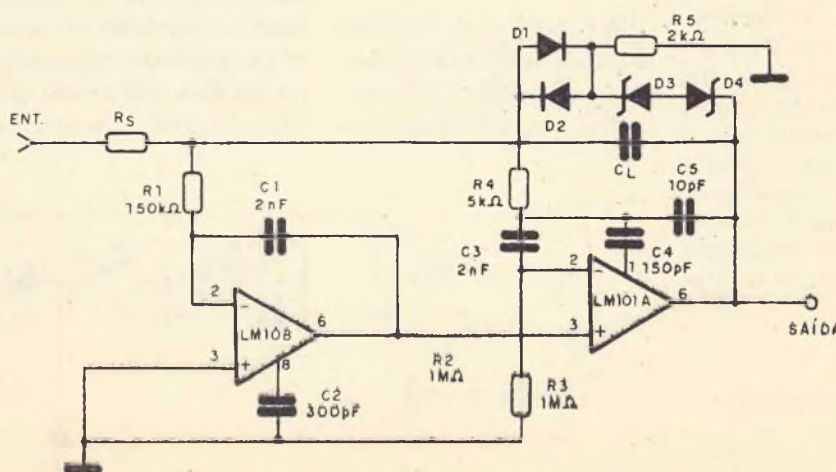 D1
R5
2kΩ
D2
D3
D4
ENT.
RS
R1
150kΩ
C1
2nF
R4
5kΩ
CL
C5
10pF
C3
2nF
C4
150pF
2
-
LM108
6
3
+
8
C2
300pF
R2
1MΩ
2
-
1
LM101A
6
3
+
SAÍDA
R3
1MΩ